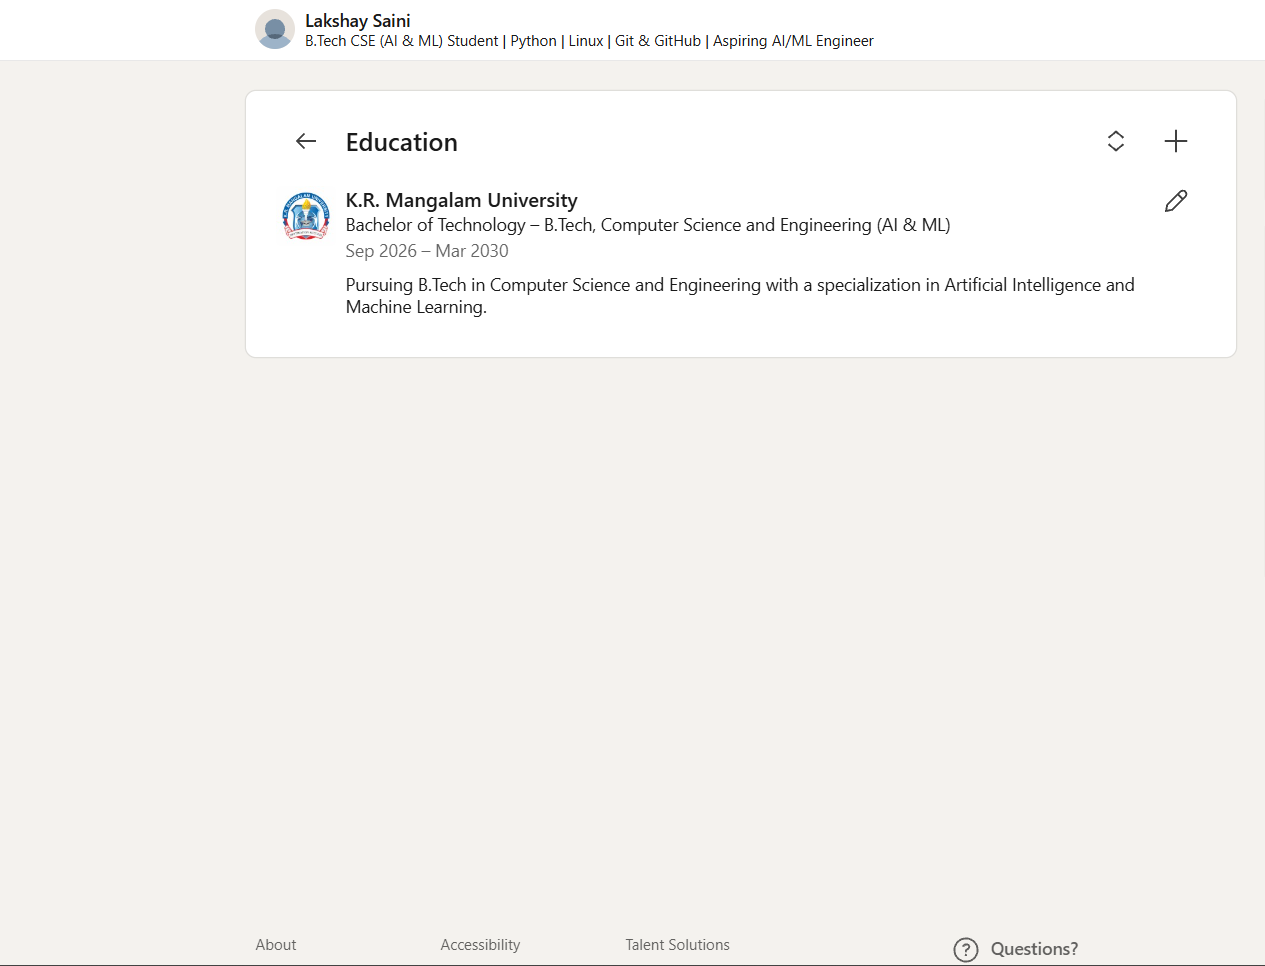 Lakshay Saini
B.Tech CSE (AI & ML) Student | Python | Linux | Git & GitHub | Aspiring AI/ML Engineer
Education
K.R. Mangalam University
Bachelor of Technology – B.Tech, Computer Science and Engineering (AI & ML)
Sep 2026 – Mar 2030
Pursuing B.Tech in Computer Science and Engineering with a specialization in Artificial Intelligence and
Machine Learning.
About
Accessibility
Talent Solutions
Questions?